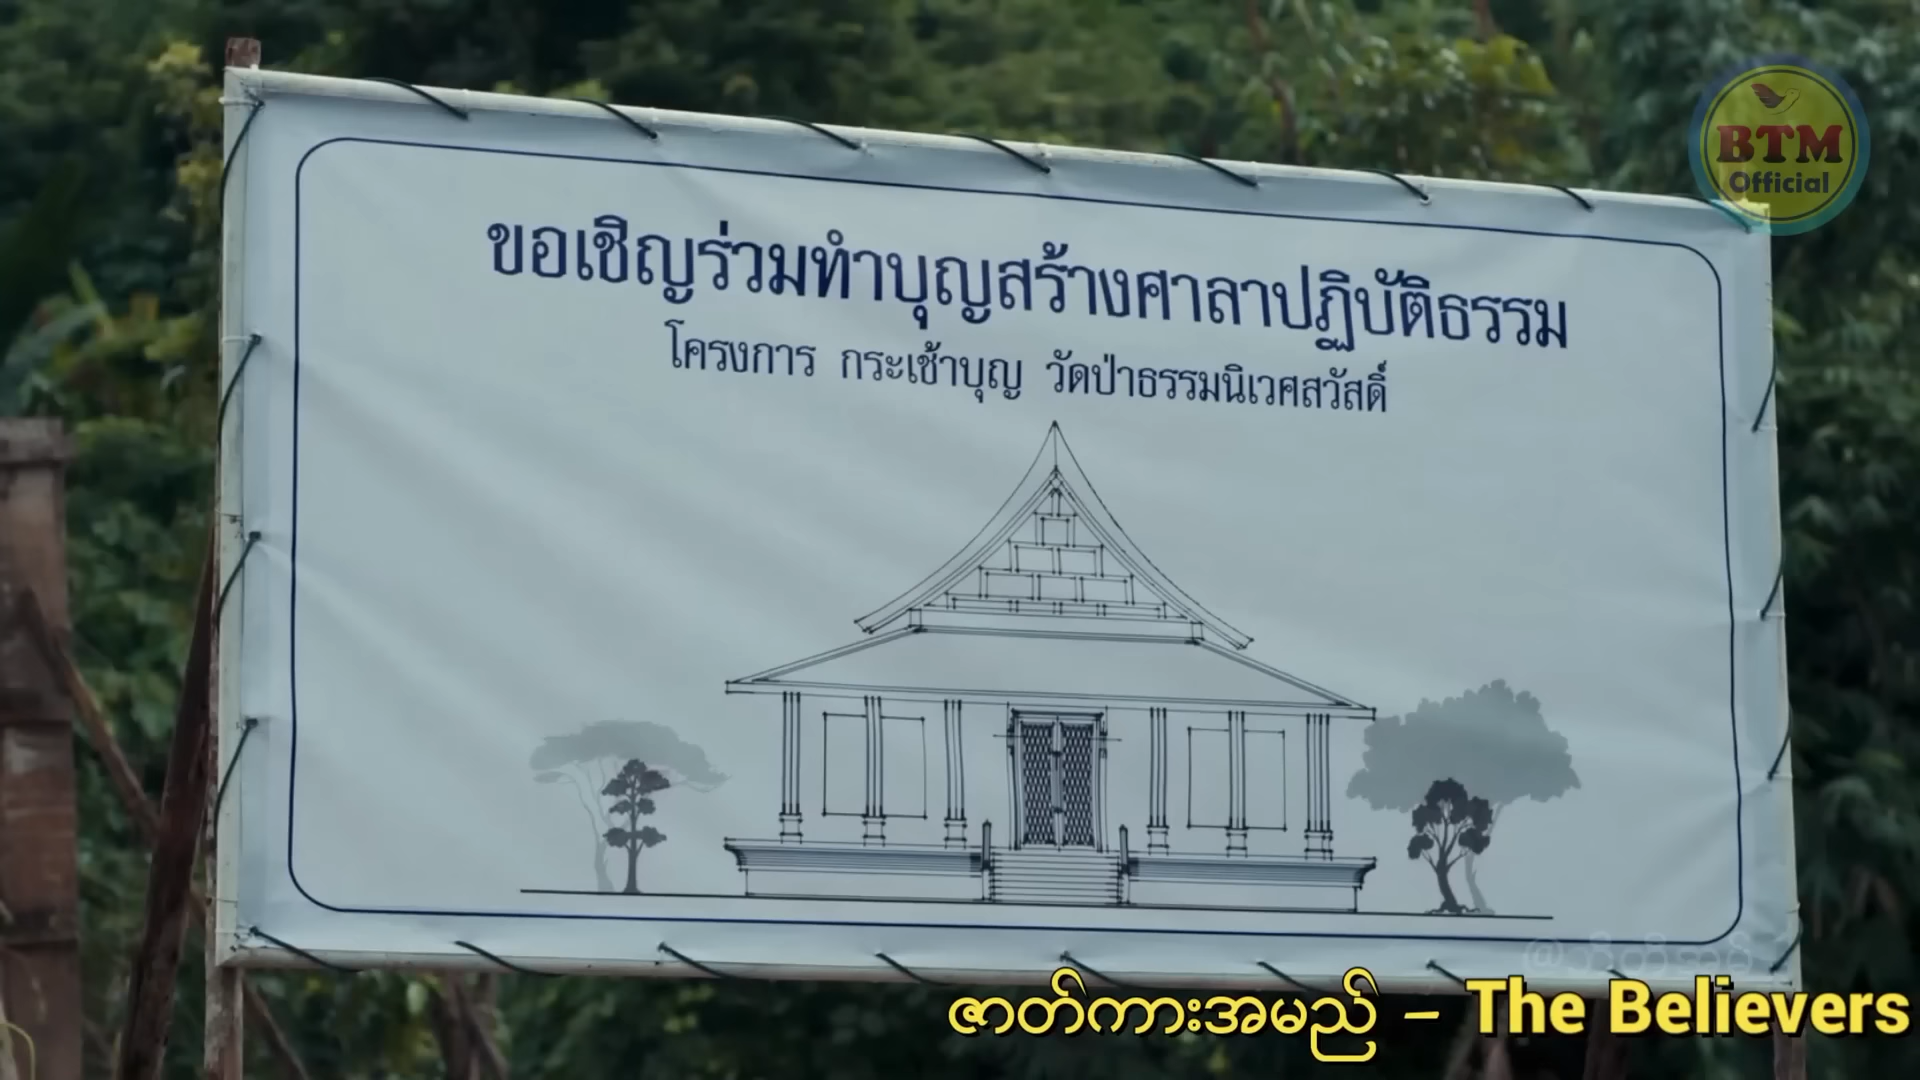 BTM
Official
ขอเชิญร่วมทำบุญสร้างศาลาปฏิบัติธรรม
โครงการ กระเช้าบุญ วัดป่าธรรมนิเวศสวัสดิ์
ဇာတ်ကားအမည် – The Believers